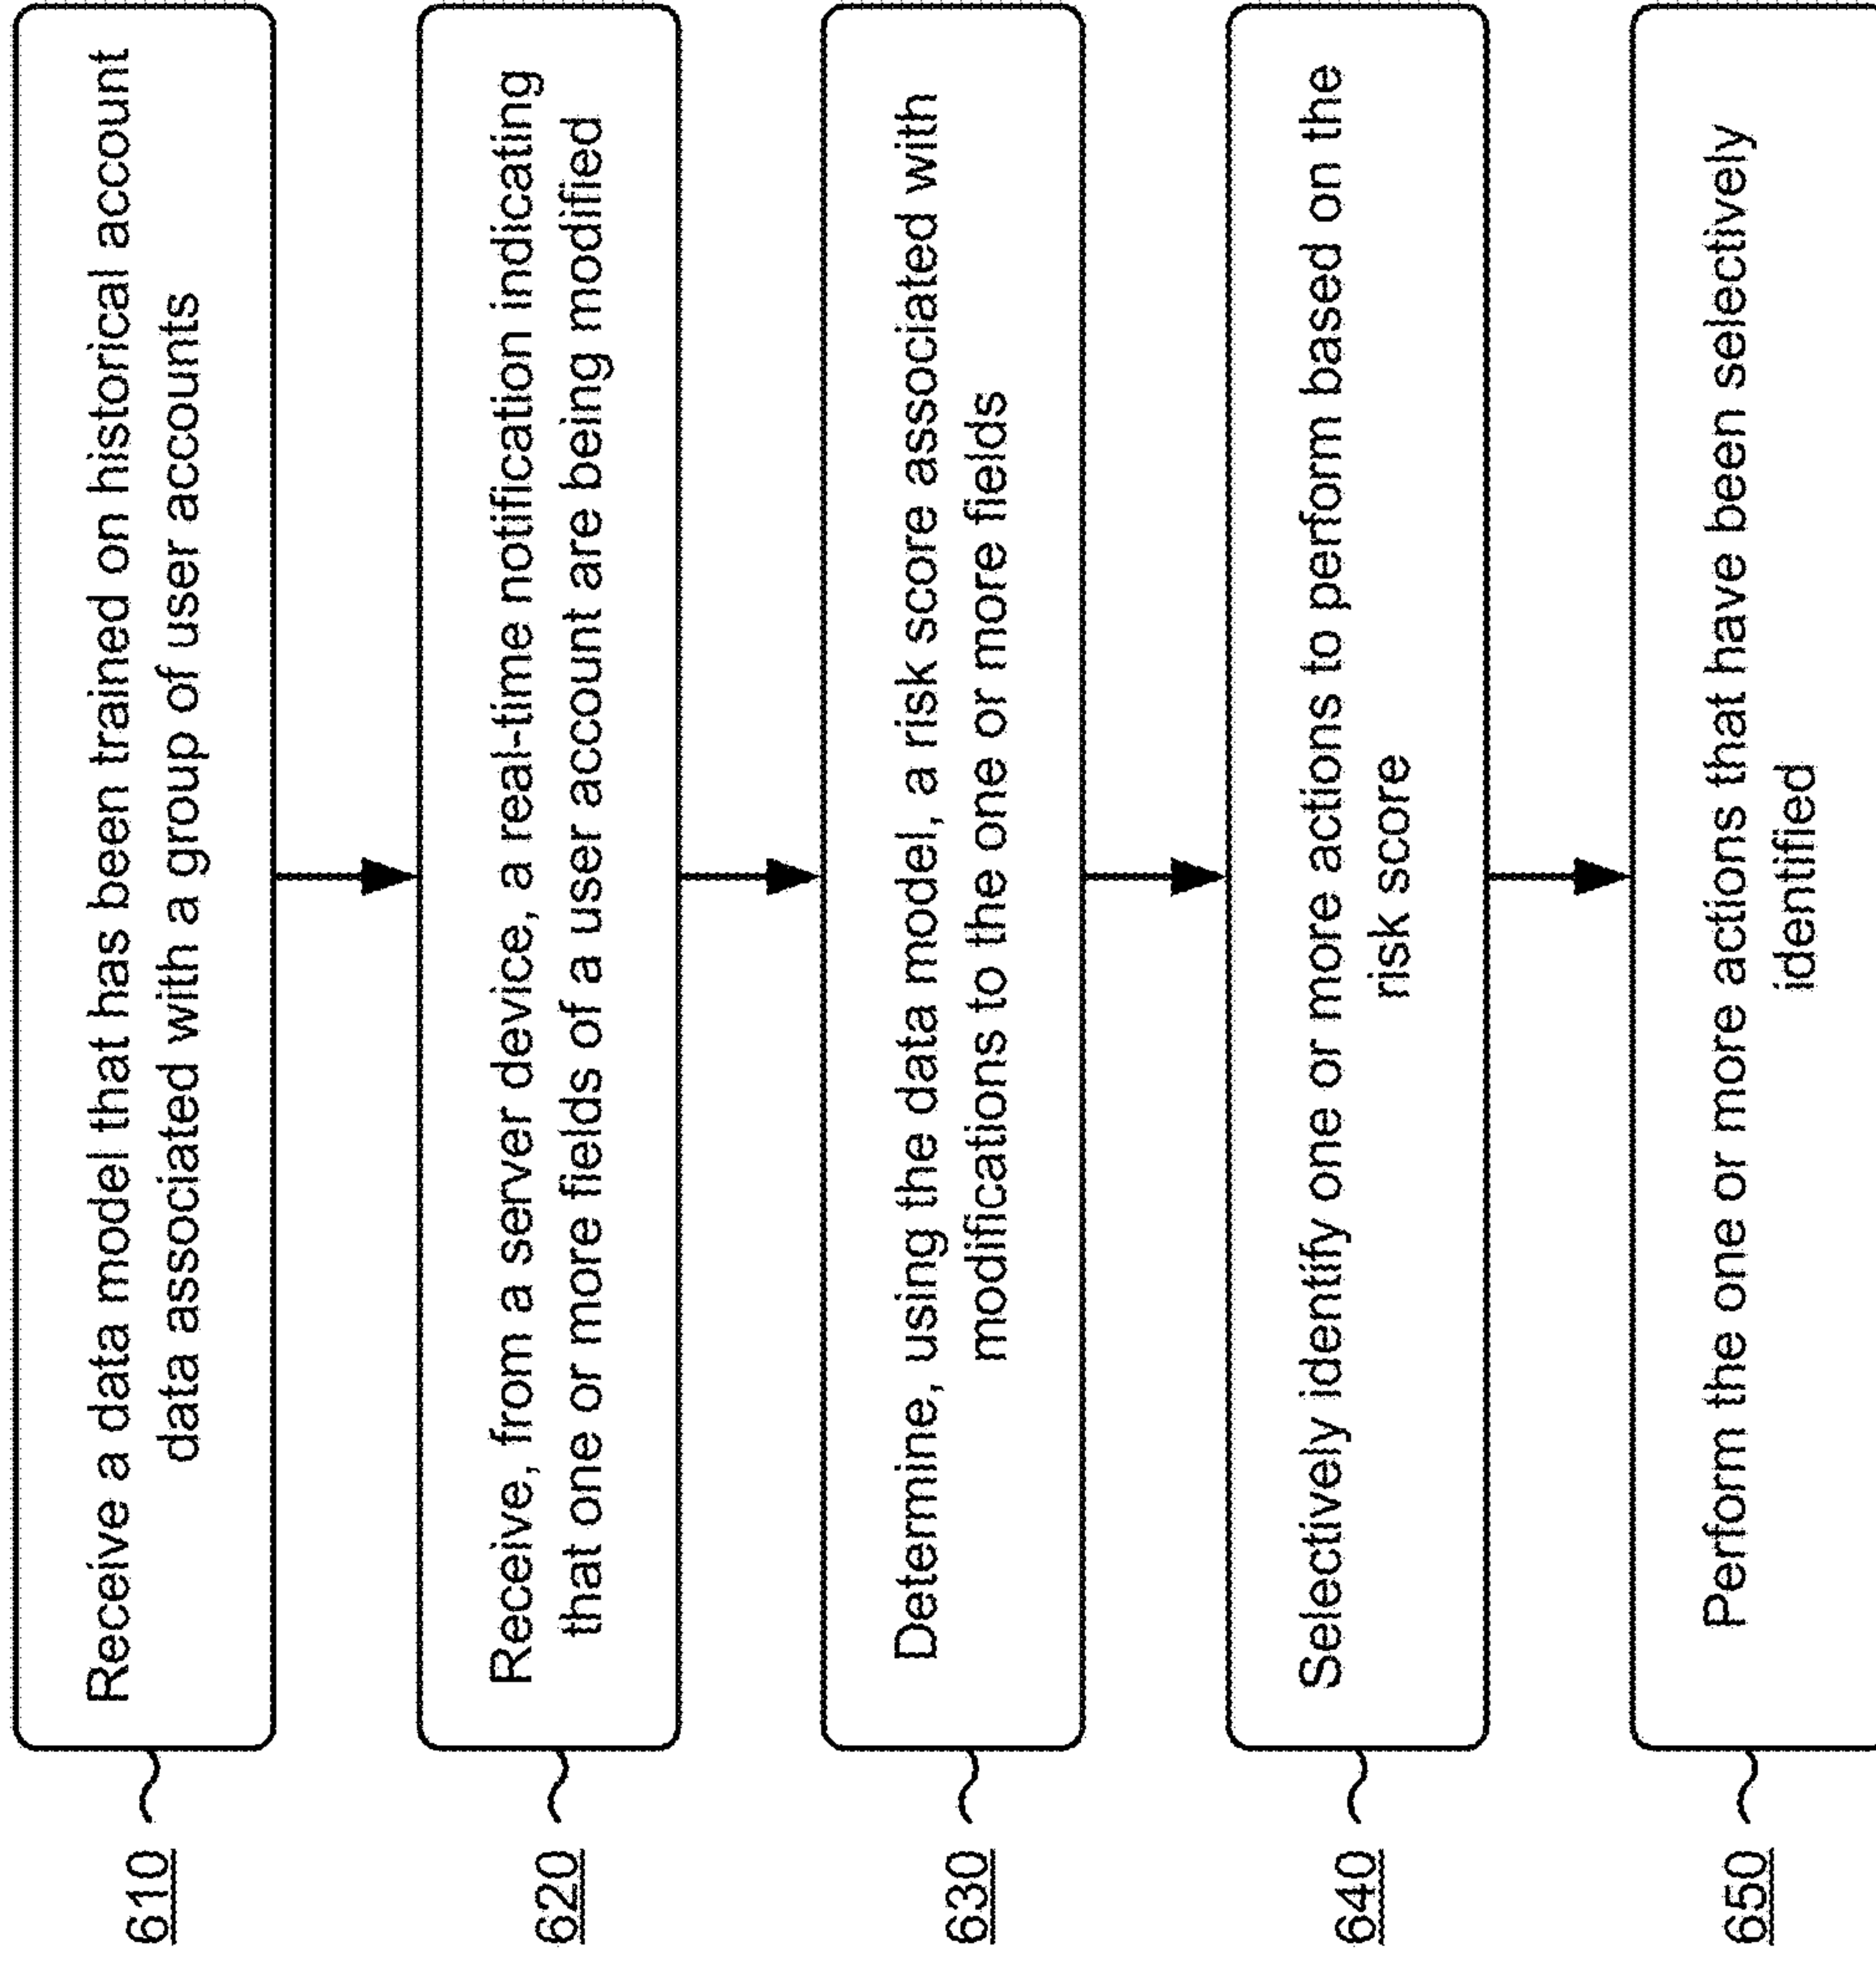 610
Receive a data model that has been trained on historical account
data associated with a group of user accounts
620
Receive, from a server device, a real-time notification indicating
that one or more fields of a user account are being modified
630
Determine, using the data model, a risk score associated with
modifications to the one or more fields
640
Selectively identify one or more actions to perform based on the
risk score
650
Perform the one or more actions that have been selectively
identified